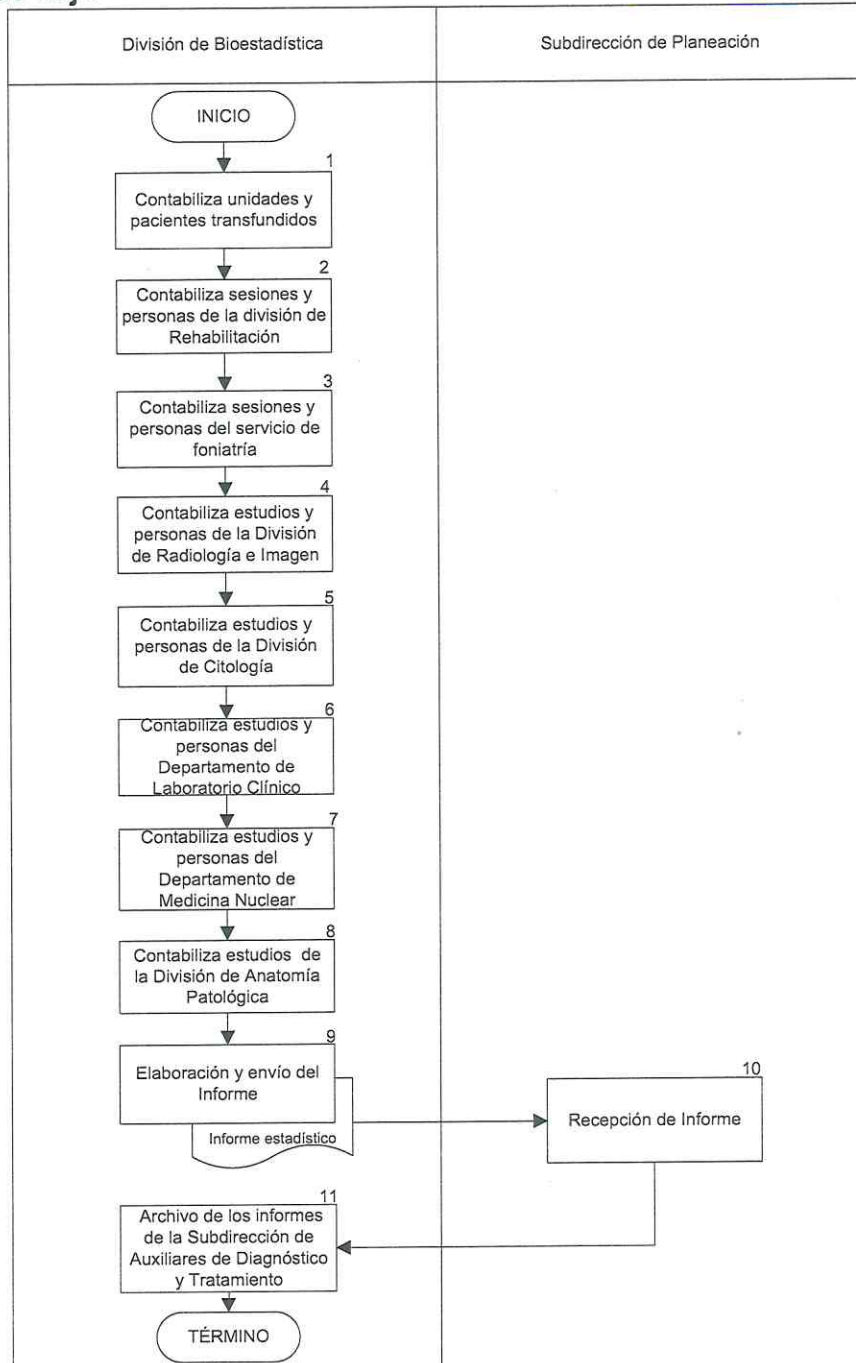 División de Bioestadística
Subdirección de Planeación
INICIO
1
Contabiliza unidades y
pacientes transfundidos
2
Contabiliza sesiones y
personas de la división de
Rehabilitación
3
Contabiliza sesiones y
personas del servicio de
foniatría
4
Contabiliza estudios y
personas de la División
de Radiología e Imagen
5
Contabiliza estudios y
personas de la División
de Citología
6
Contabiliza estudios y
personas del
Departamento de
Laboratorio Clínico
7
Contabiliza estudios y
personas del
Departamento de
Medicina Nuclear
8
Contabiliza estudios de
la División de Anatomía
Patológica
9
Elaboración y envío del
Informe
Informe estadístico
10
Recepción de Informe
11
Archivo de los informes
de la Subdirección de
Auxiliares de Diagnóstico
y Tratamiento
TÉRMINO